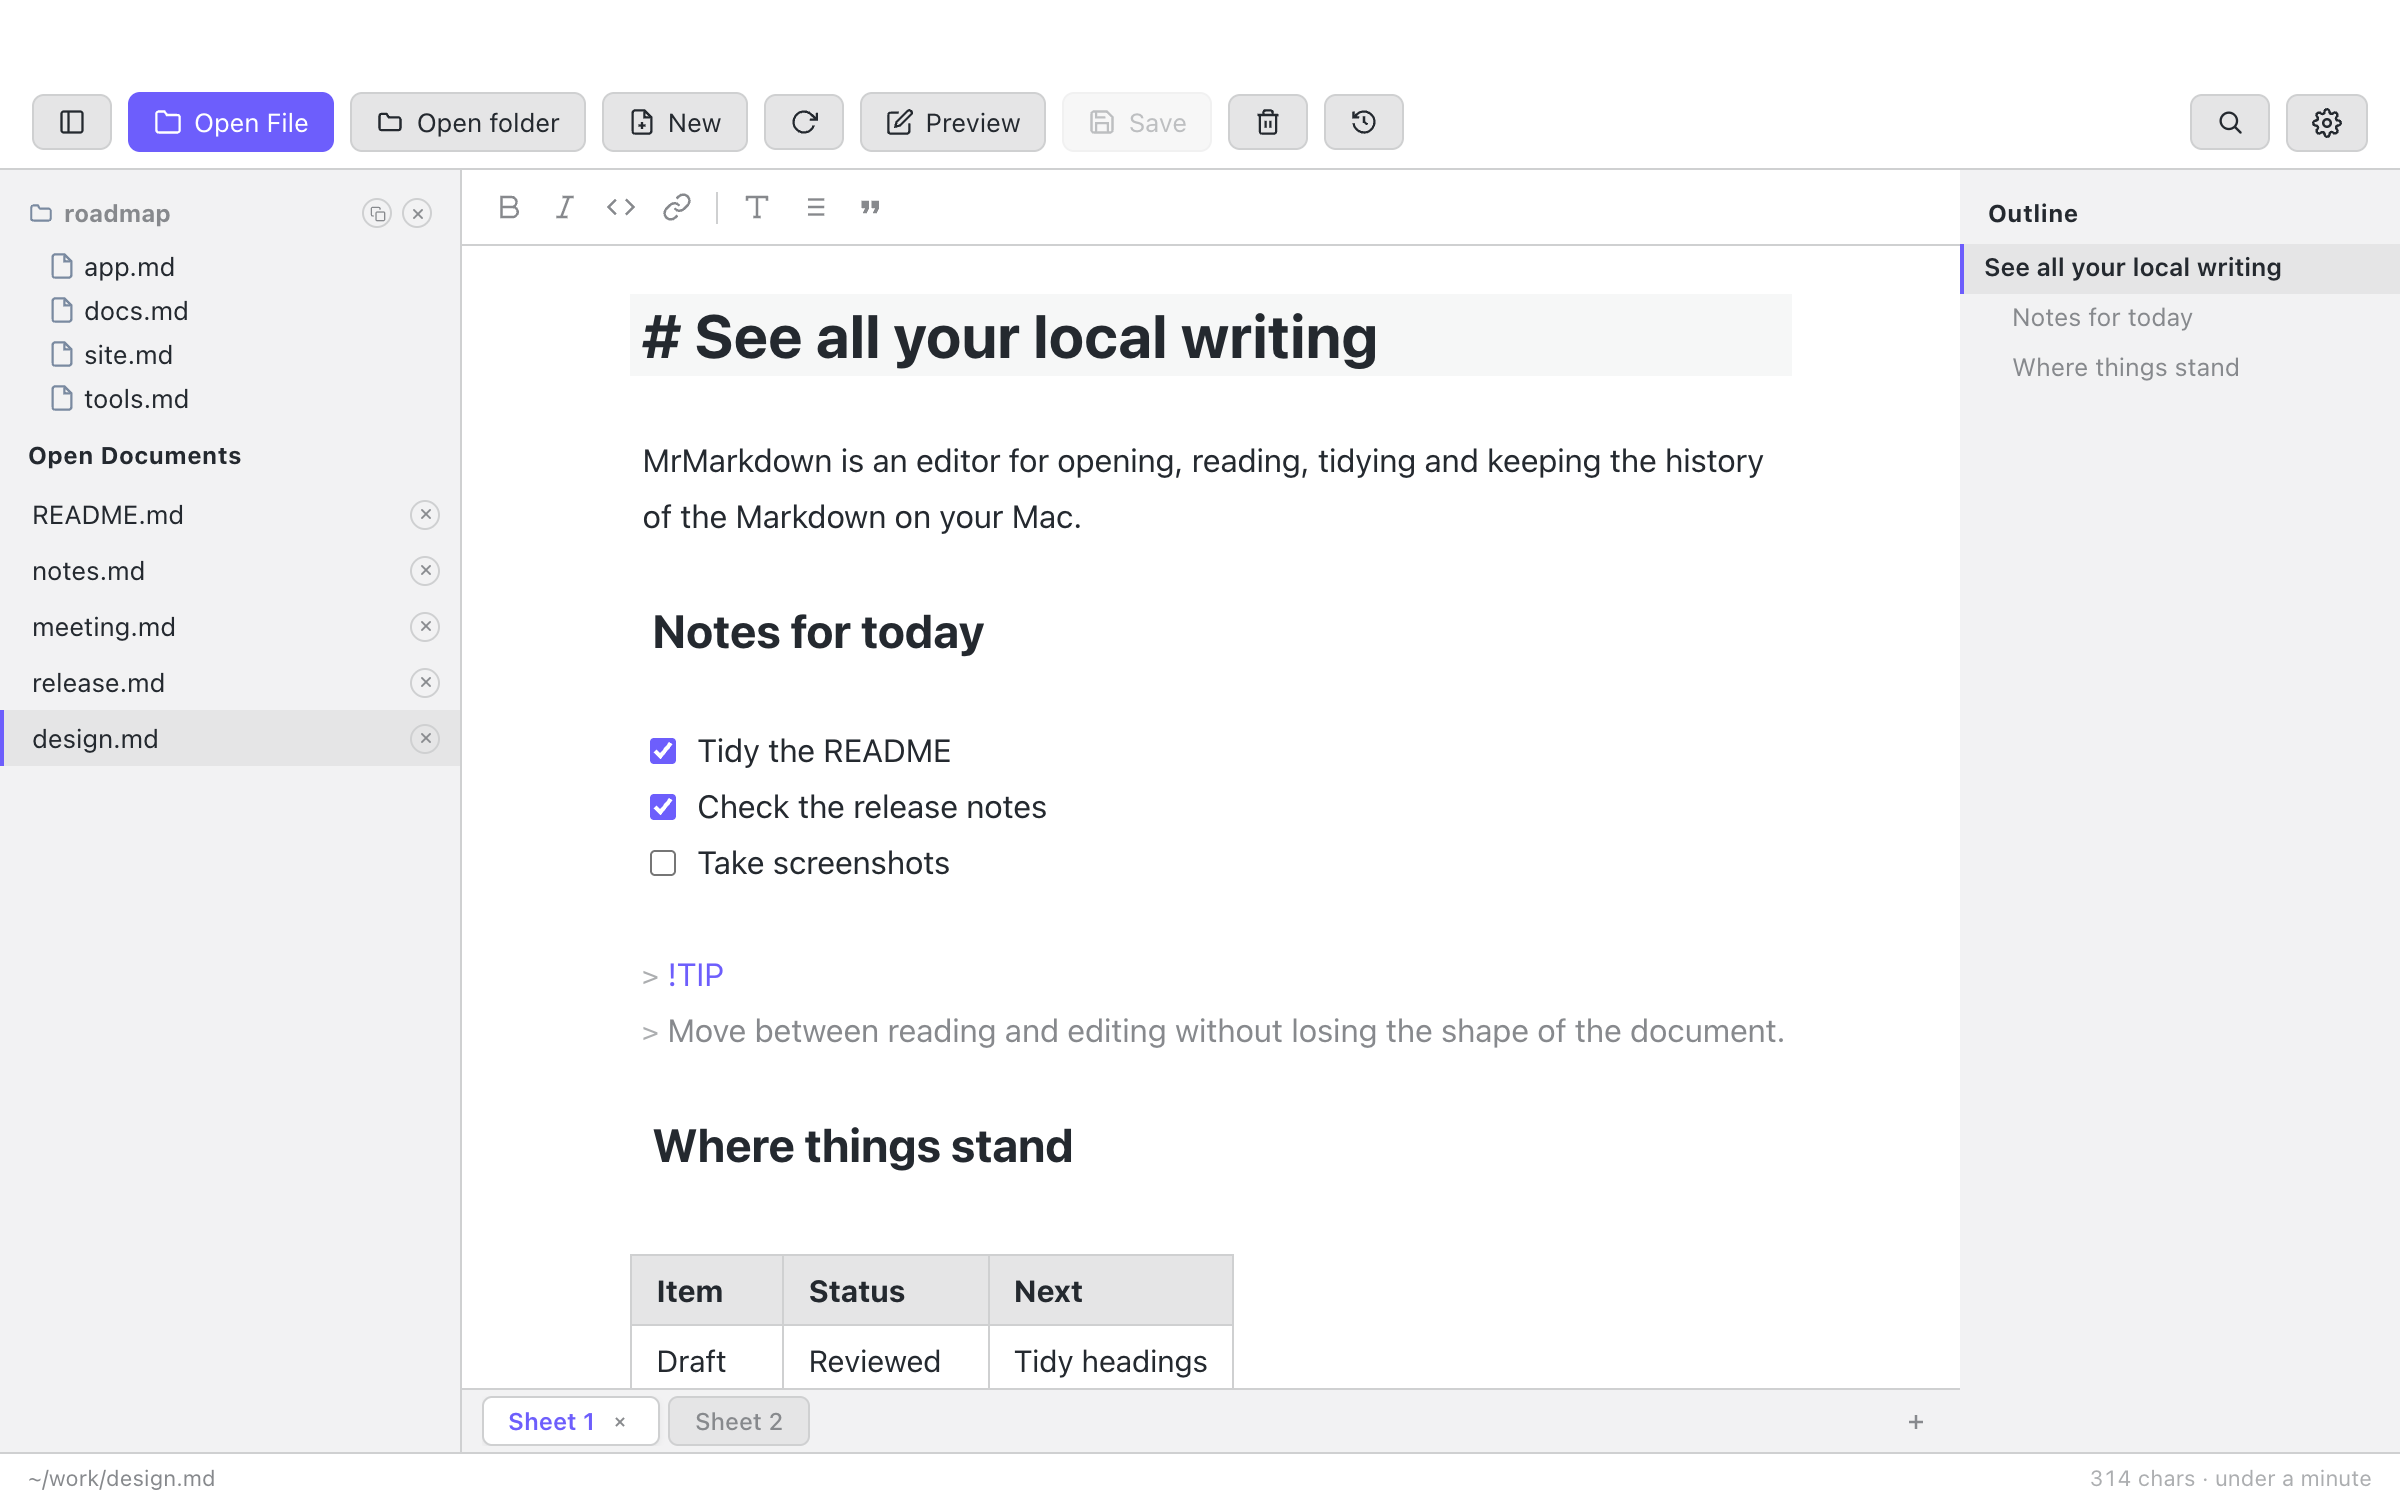 Open File
Open folder
New
Preview
Save
roadmap
app.md
docs.md
site.md
tools.md
Open Documents
README.md
notes.md
meeting.md
release.md
design.md
# See all your local writing
MrMarkdown is an editor for opening, reading, tidying and keeping the history
of the Markdown on your Mac.
Notes for today
Tidy the README
Check the release notes
Take screenshots
> !TIP
> Move between reading and editing without losing the shape of the document.
Where things stand
Item Status Next
Draft Reviewed Tidy headings
Sheet 1 ×
Sheet 2
+
Outline
See all your local writing
Notes for today
Where things stand
~/work/design.md
314 chars · under a minute